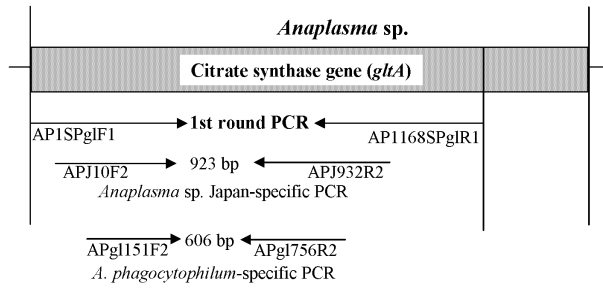 Anaplasma sp.
Citrate synthase gene (gltA)
1st round PCR
AP1SPglF1
AP1168SPglR1
923 bp
APJ10F2
APJ932R2
Anaplasma sp. Japan-specific PCR
606 bp
APgl151F2
APgl756R2
A. phagocytophilum-specific PCR